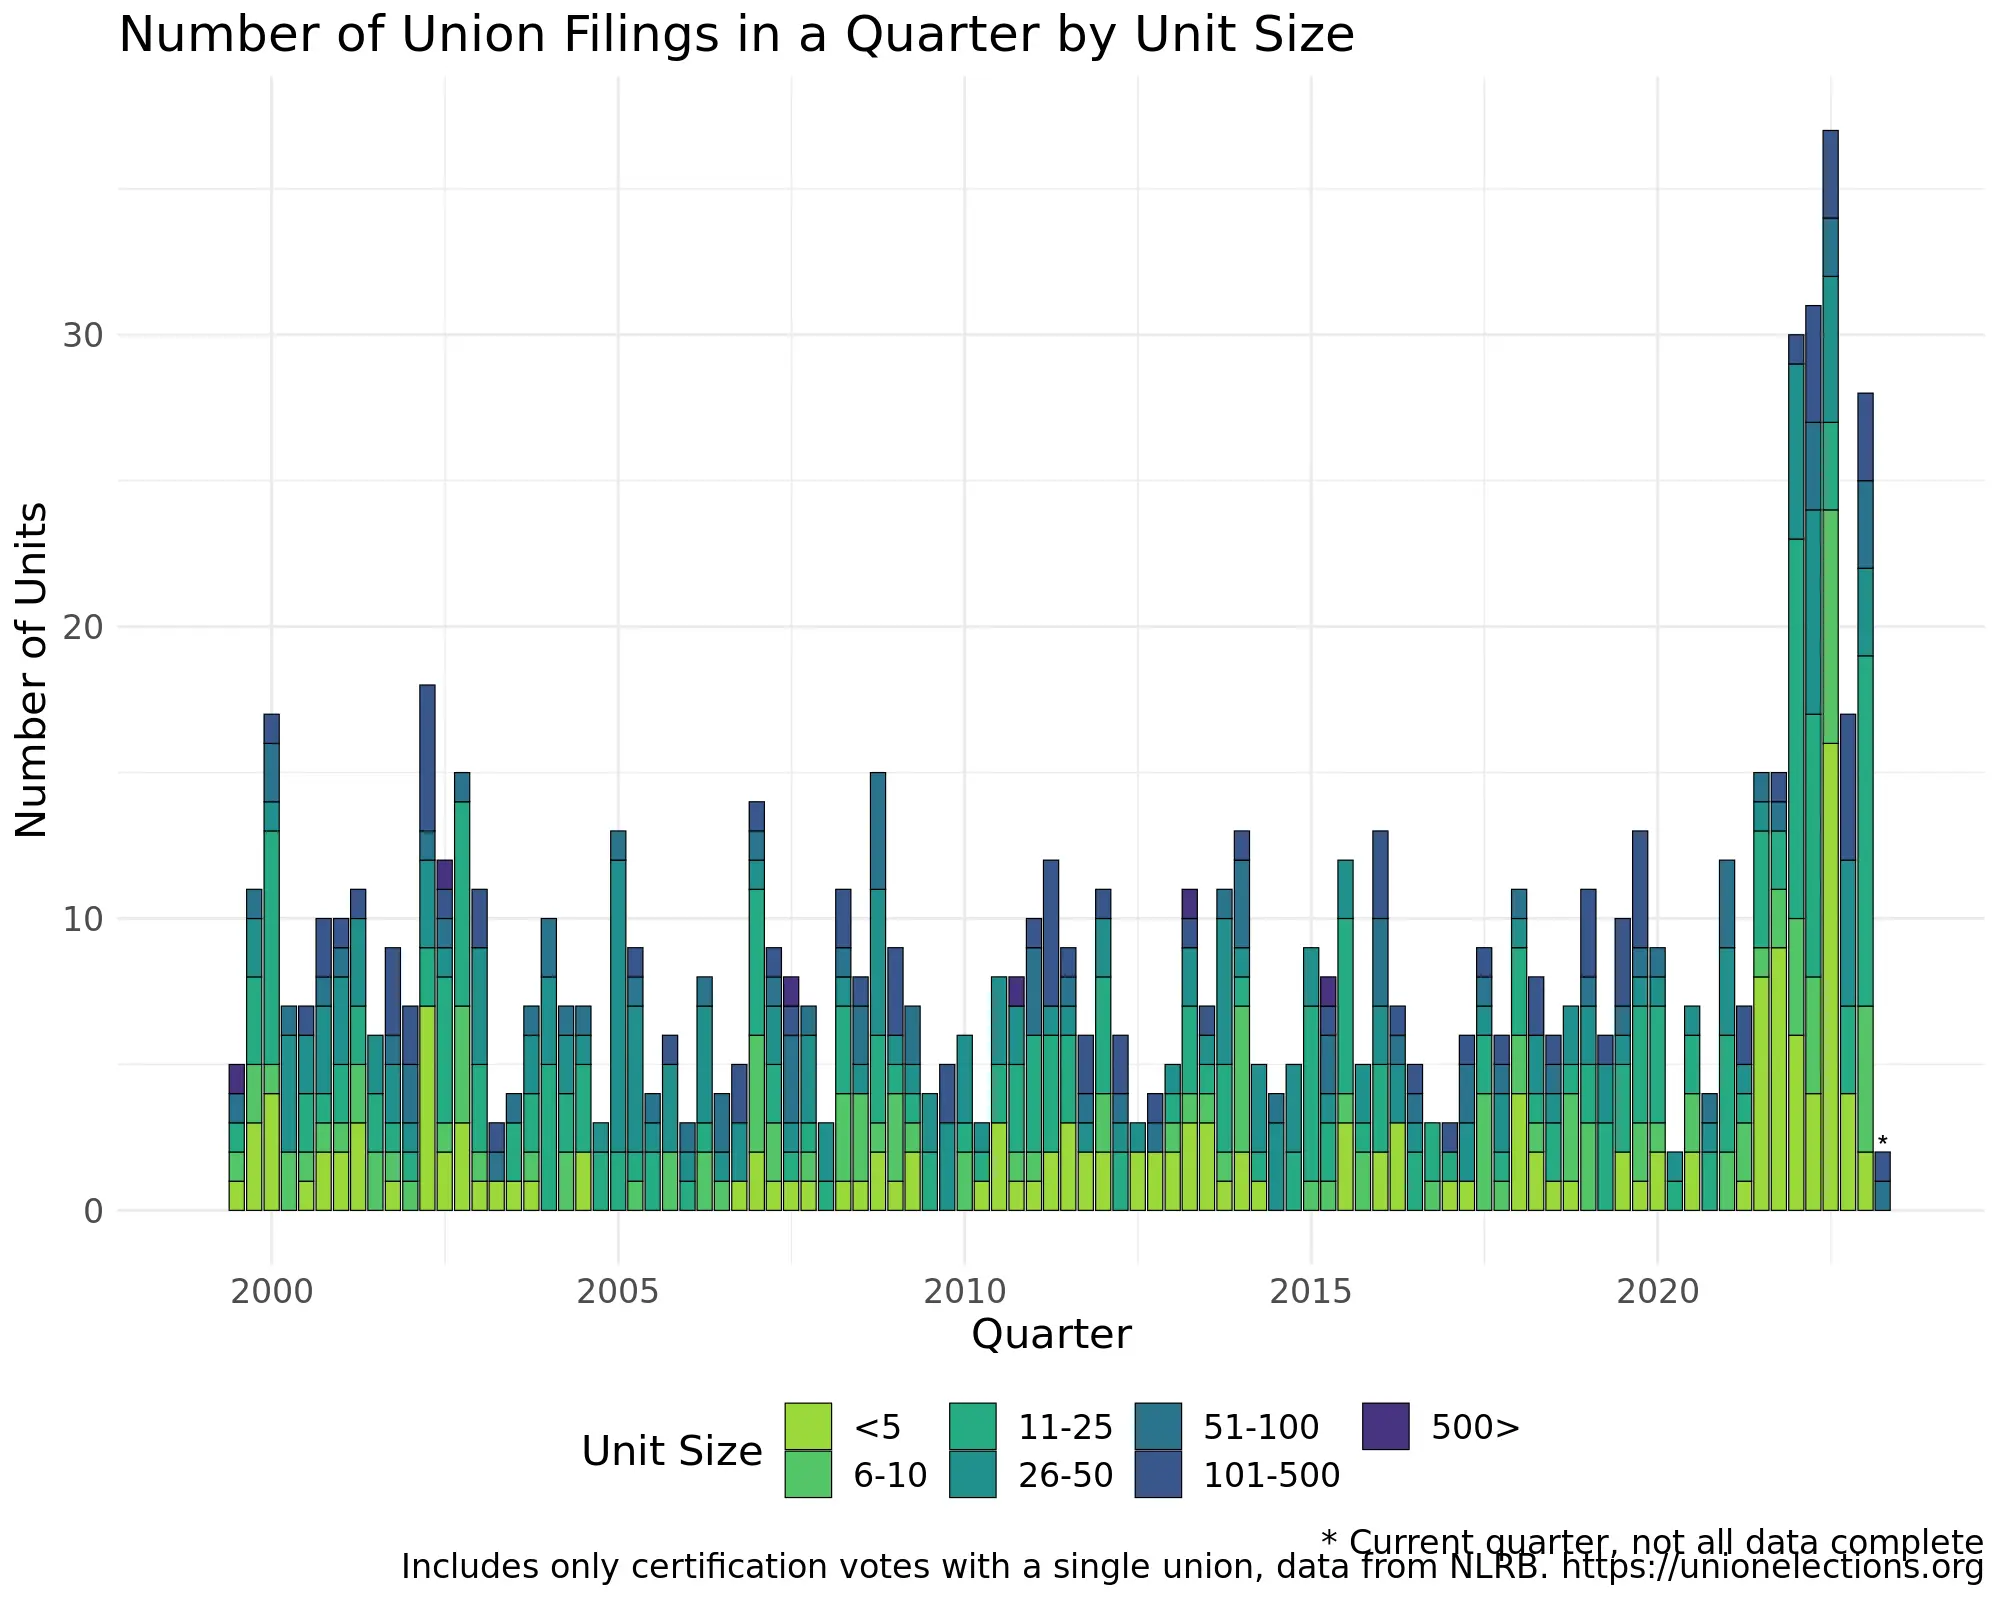 Number of Union Filings in a Quarter by Unit Size
Number of Units
30
20
10
0
*
2000 2005 2010 2015 2020
Quarter
Unit Size
<5 11-25 51-100 500>
6-10 26-50 101-500
* Current quarter, not all data complete
Includes only certification votes with a single union, data from NLRB. https://unionelections.org